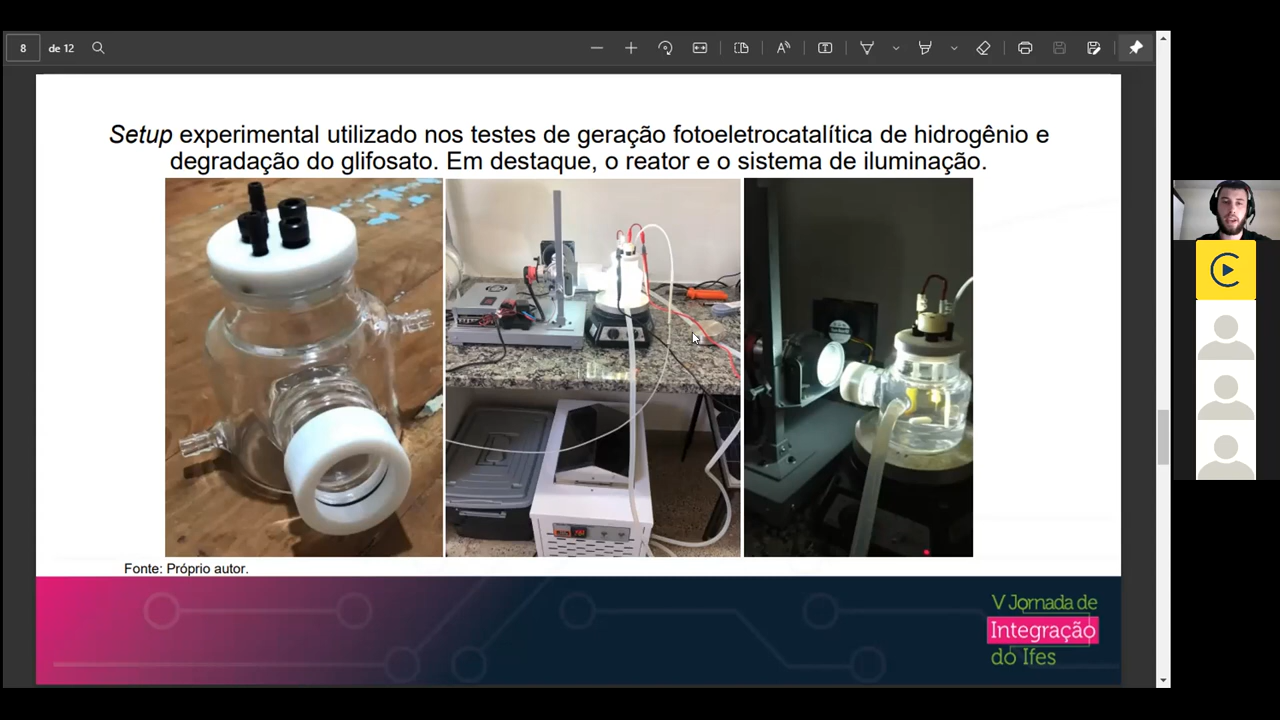 8 de 12
Setup experimental utilizado nos testes de geração fotoeletrocatalítica de hidrogênio e
degradação do glifosato. Em destaque, o reator e o sistema de iluminação.
Fonte: Próprio autor.
V Jornada de
Integração
do Ifes